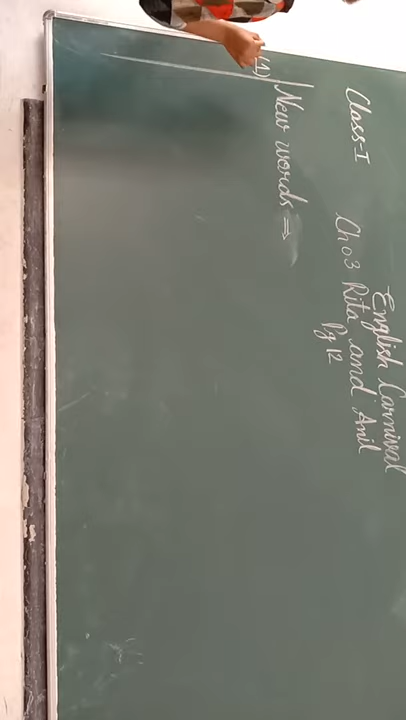 English Carnival
Class-I
Ch 03 Rita and Anil
Pg 12
(1) New words ⇒